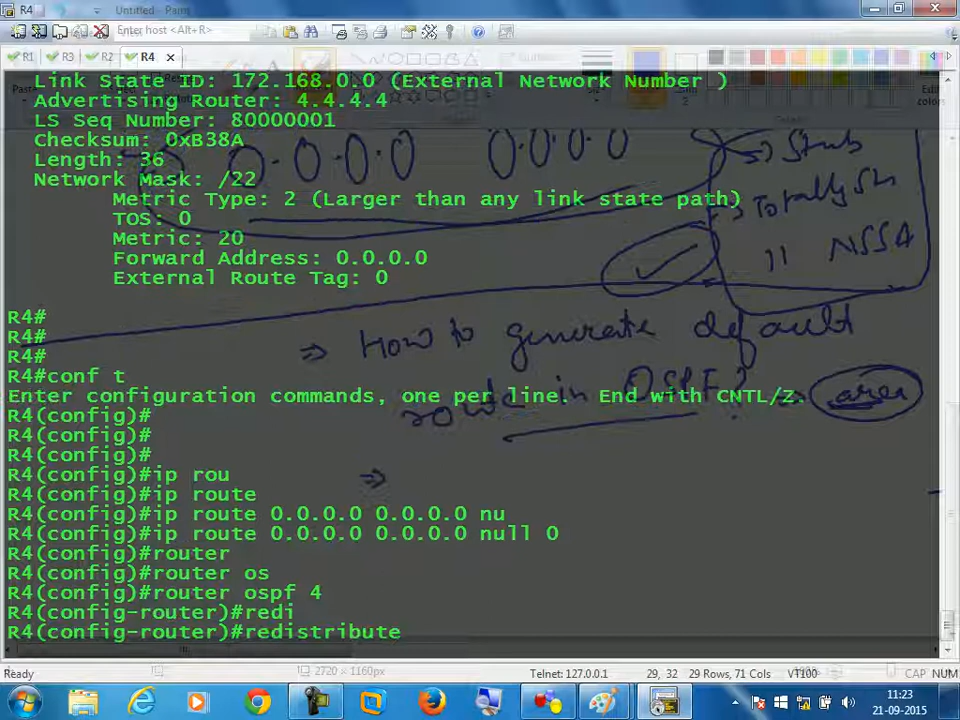 R4
Untitled - Paint
Enter host <Alt+R>
R1
R3
R2
R4
Link State ID: 172.168.0.0 (External Network Number )
Advertising Router: 4.4.4.4
LS Seq Number: 80000001
Checksum: 0xB38A
Length: 36
Network Mask: /22
Metric Type: 2 (Larger than any link state path)
TOS: 0
Metric: 20
Forward Address: 0.0.0.0
External Route Tag: 0
0.0.0.0 0.0.0.0
=> Stub
=> Totally Stu
11 NSSA
R4#
R4#
R4#
=> How to generate default
R4#conf t
Enter configuration commands, one per line. End with CNTL/Z.
route in OSPF? area
R4(config)#
R4(config)#
R4(config)#
R4(config)#ip rou
R4(config)#ip route
R4(config)#ip route 0.0.0.0 0.0.0.0 nu
R4(config)#ip route 0.0.0.0 0.0.0.0 null 0
R4(config)#router
R4(config)#router os
R4(config)#router ospf 4
R4(config-router)#redi
R4(config-router)#redistribute
2720 × 1160px
Ready
Telnet: 127.0.0.1
29, 32 29 Rows, 71 Cols
VT100
CAP NUM
11:23
21-09-2015